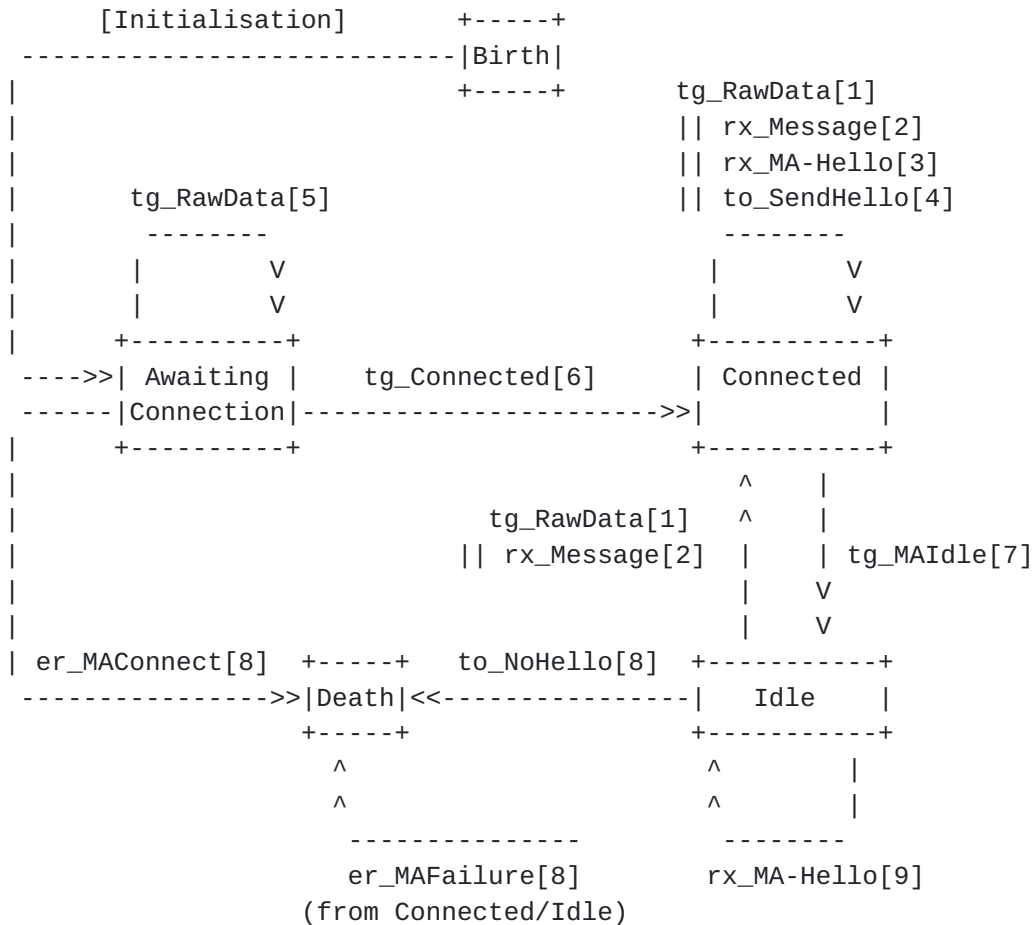 [Initialisation]         +-----+
 ----------------------------|Birth|
|                             +-----+       tg_RawData[1]
|                                           || rx_Message[2]
|                                           || rx_MA-Hello[3]
|       tg_RawData[5]                       || to_SendHello[4]
|        --------                              --------
|       |        V                            |        V
|       |        V                            |        V
|      +----------+                          +-----------+
 ---->>| Awaiting |    tg_Connected[6]       | Connected |
 ------|Connection|----------------------->>|           |
|      +----------+                          +-----------+
|                                               ^    |
|                               tg_RawData[1]   ^    |
|                             || rx_Message[2]  |    | tg_MAIdle[7]
|                                               |    V
|                                               |    V
| er_MAConnect[8]  +-----+   to_NoHello[8]  +-----------+
 ---------------->>|Death|<<----------------|   Idle    |
                   +-----+                  +-----------+
                     ^                       ^        |
                     ^                       ^        |
                      ---------------         --------
                      er_MAFailure[8]        rx_MA-Hello[9]
                   (from Connected/Idle)